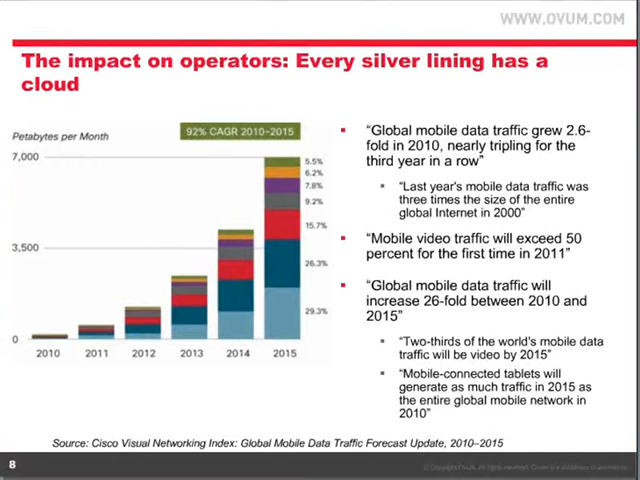 WWW.OVUM.COM
The impact on operators: Every silver lining has a
cloud
Petabytes per Month
92% CAGR 2010–2015
7,000
3,500
0
5.5%
6.2%
7.8%
9.2%
15.7%
26.3%
29.3%
2010 2011 2012 2013 2014 2015
“Global mobile data traffic grew 2.6-
fold in 2010, nearly tripling for the
third year in a row”
“Last year's mobile data traffic was
three times the size of the entire
global Internet in 2000”
“Mobile video traffic will exceed 50
percent for the first time in 2011”
“Global mobile data traffic will
increase 26-fold between 2010 and
2015”
“Two-thirds of the world's mobile data
traffic will be video by 2015”
“Mobile-connected tablets will
generate as much traffic in 2015 as
the entire global mobile network in
2010”
Source: Cisco Visual Networking Index: Global Mobile Data Traffic Forecast Update, 2010–2015
8
© Copyright Ovum. All rights reserved. Ovum is a